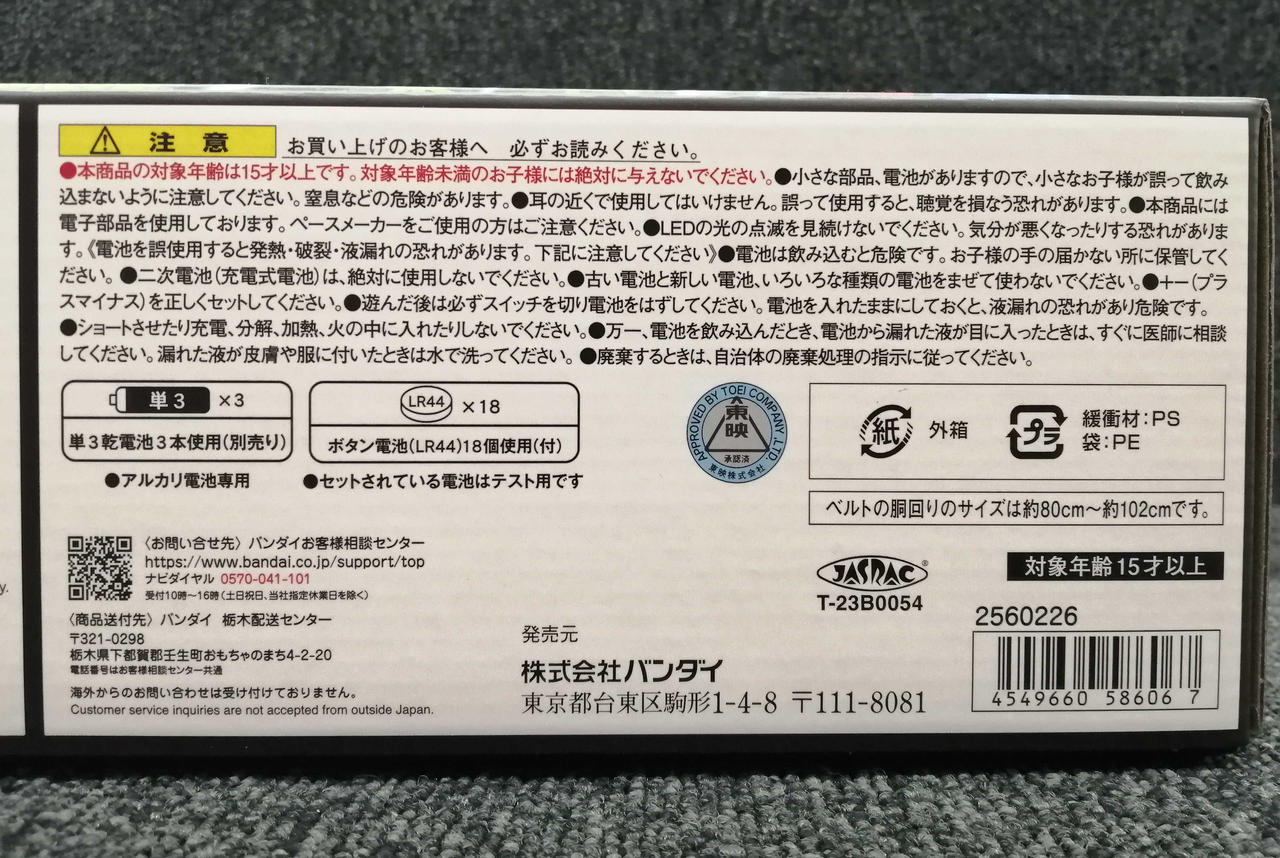 注意 お買い上げのお客様へ 必ずお読みください。
●本商品の対象年齢は15才以上です。対象年齢未満のお子様には絶対に与えないでください。●小さな部品、電池がありますので、小さなお子様が誤って飲み
込まないように注意してください。窒息などの危険があります。●耳の近くで使用してはいけません。誤って使用すると、聴覚を損なう恐れがあります。●本商品には
電子部品を使用しております。ペースメーカーをご使用の方はご注意ください。●LEDの光の点滅を見続けないでください。気分が悪くなったりする恐れがありま
す。《電池を誤使用すると発熱・破裂・液漏れの恐れがあります。下記に注意してください》●電池は飲み込むと危険です。お子様の手の届かない所に保管してく
ださい。●二次電池(充電式電池)は、絶対に使用しないでください。●古い電池と新しい電池、いろいろな種類の電池をまぜて使わないでください。●+-(プラ
スマイナス)を正しくセットしてください。●遊んだ後は必ずスイッチを切り電池をはずしてください。電池を入れたままにしておくと、液漏れの恐れがあり危険です。
●ショートさせたり充電、分解、加熱、火の中に入れたりしないでください。●万一、電池を飲み込んだとき、電池から漏れた液が目に入ったときは、すぐに医師に相談
してください。漏れた液が皮膚や服に付いたときは水で洗ってください。●廃棄するときは、自治体の廃棄処理の指示に従ってください。
単3 ×3
単3乾電池3本使用(別売り)
●アルカリ電池専用
LR44 ×18
ボタン電池(LR44)18個使用(付)
●セットされている電池はテスト用です
APPROVED BY TOEI COMPANY, LTD.
東映
承認済
東映株式会社
紙 外箱
プラ 緩衝材:PS
袋:PE
ベルトの胴回りのサイズは約80cm〜約102cmです。
〈お問い合せ先〉バンダイお客様相談センター
https://www.bandai.co.jp/support/top
ナビダイヤル 0570-041-101
受付10時〜16時(土日祝日、当社指定休業日を除く)
〈商品送付先〉バンダイ 栃木配送センター
〒321-0298
栃木県下都賀郡壬生町おもちゃのまち4-2-20
電話番号はお客様相談センター共通
海外からのお問い合わせは受け付けておりません。
Customer service inquiries are not accepted from outside Japan.
y.
発売元
株式会社バンダイ
東京都台東区駒形1-4-8 〒111-8081
JASRAC®
T-23B0054
対象年齢15才以上
2560226
4549660 58606 7